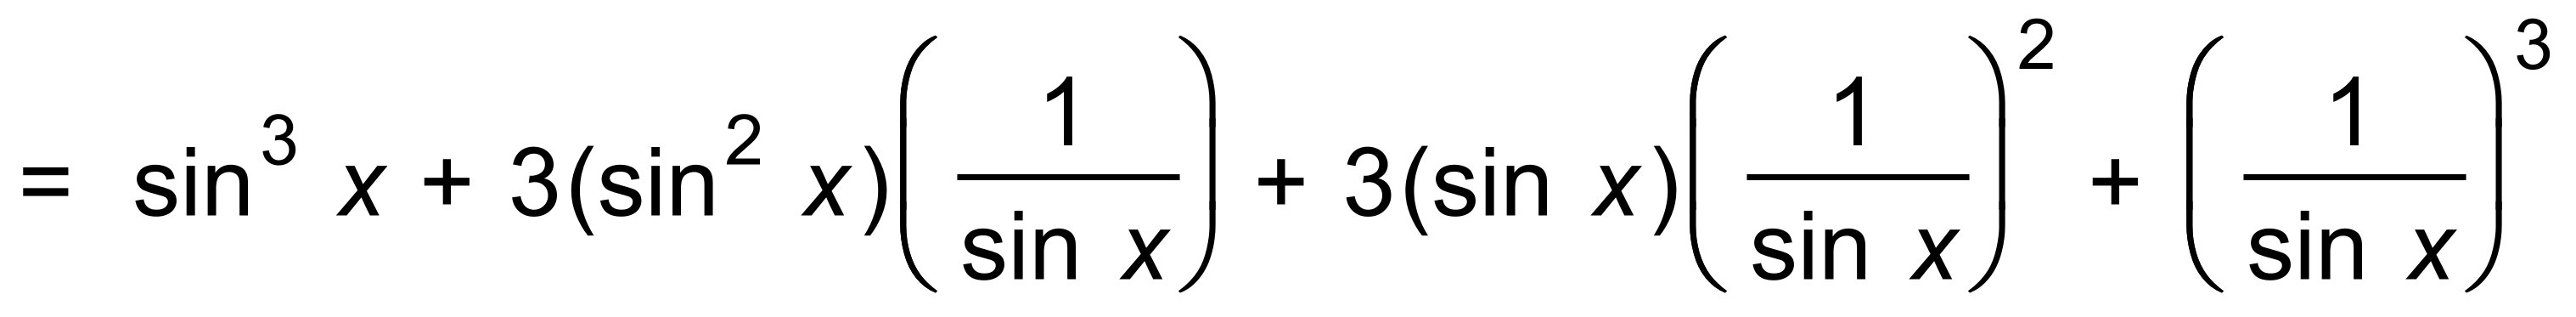 = sin³ x + 3(sin² x)(1/sin x) + 3(sin x)(1/sin x)² + (1/sin x)³